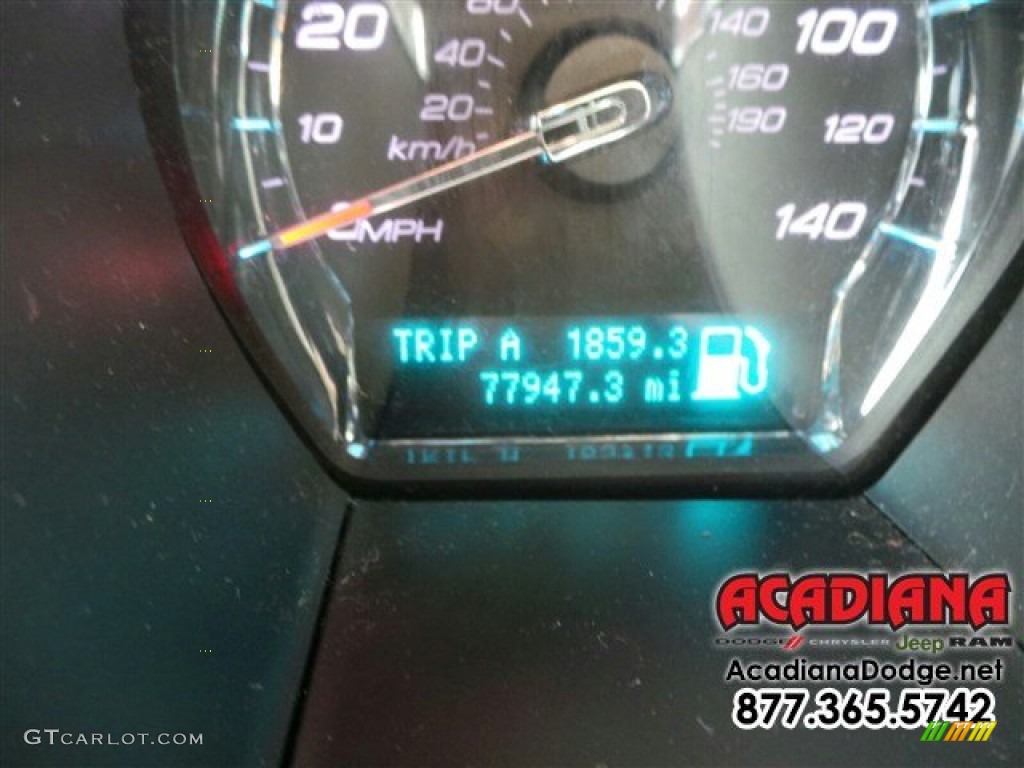 20
60
40
20
km/h
10
0 MPH
140
100
160
190
120
140
TRIP A 1859.3
77947.3 mi
ACADIANA
DODGE CHRYSLER Jeep RAM
AcadianaDodge.net
877.365.5742
GTCARLOT.COM